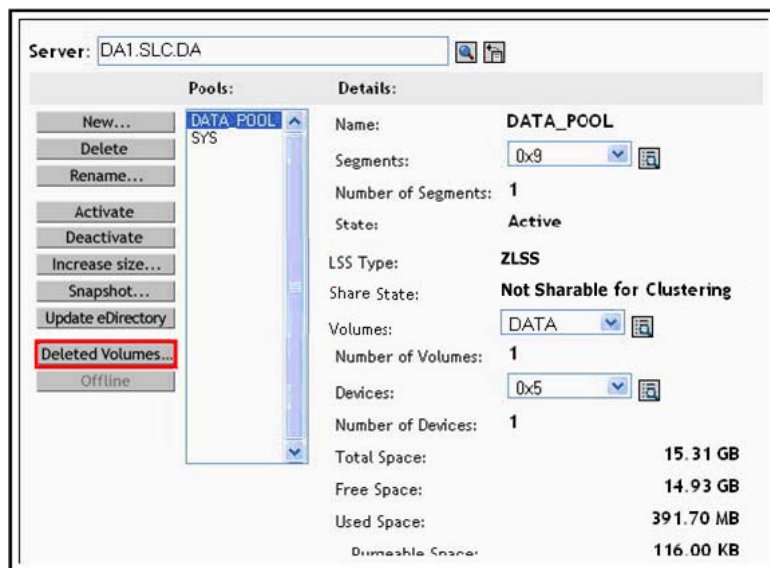 Server: DA1.SLC.DA
Pools:
Details:
New...
Delete
Rename...
Activate
Deactivate
Increase size...
Snapshot...
Update eDirectory
Deleted Volumes...
Offline
DATA_POOL
SYS
Name: DATA_POOL
Segments: 0x9
Number of Segments: 1
State: Active
LSS Type: ZLSS
Share State: Not Sharable for Clustering
Volumes: DATA
Number of Volumes: 1
Devices: 0x5
Number of Devices: 1
Total Space: 15.31 GB
Free Space: 14.93 GB
Used Space: 391.70 MB
Purgeable Space: 116.00 KB